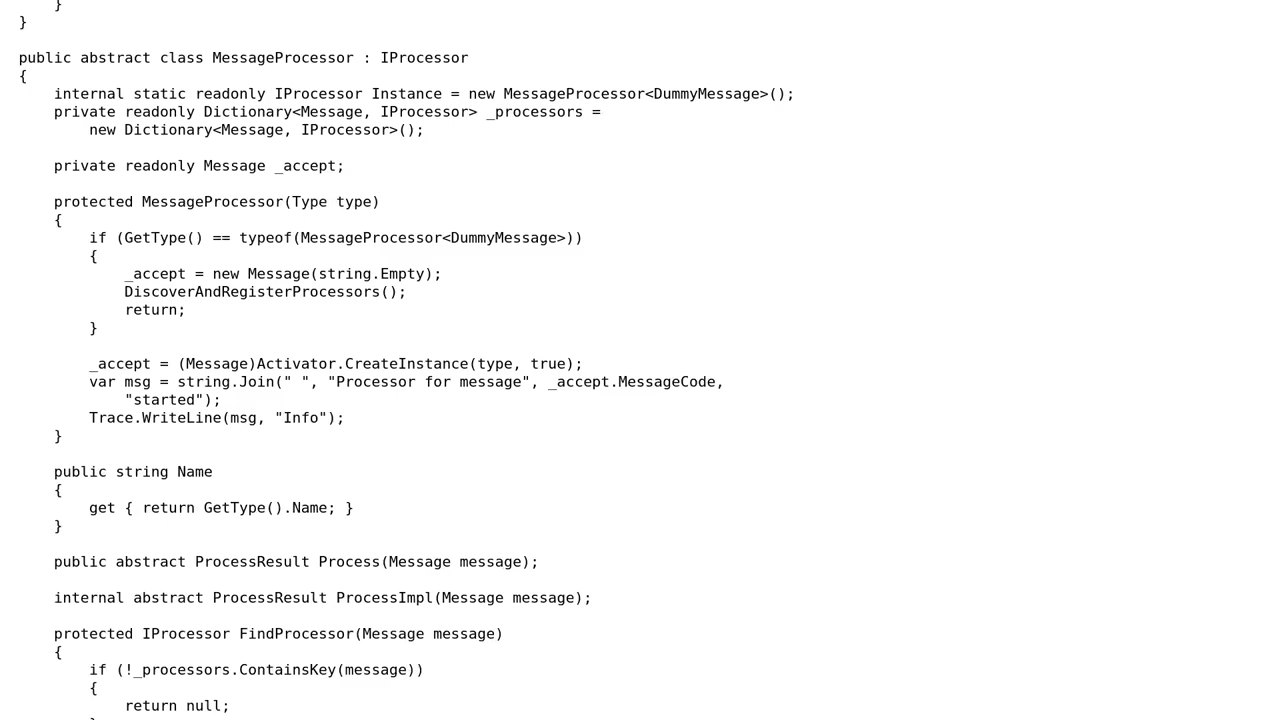 }
}
public abstract class MessageProcessor : IProcessor
{
internal static readonly IProcessor Instance = new MessageProcessor<DummyMessage>();
private readonly Dictionary<Message, IProcessor> _processors =
new Dictionary<Message, IProcessor>();
private readonly Message _accept;
protected MessageProcessor(Type type)
{
if (GetType() == typeof(MessageProcessor<DummyMessage>))
{
_accept = new Message(string.Empty);
DiscoverAndRegisterProcessors();
return;
}
_accept = (Message)Activator.CreateInstance(type, true);
var msg = string.Join(" ", "Processor for message", _accept.MessageCode,
"started");
Trace.WriteLine(msg, "Info");
}
public string Name
{
get { return GetType().Name; }
}
public abstract ProcessResult Process(Message message);
internal abstract ProcessResult ProcessImpl(Message message);
protected IProcessor FindProcessor(Message message)
{
if (!_processors.ContainsKey(message))
{
return null;
}